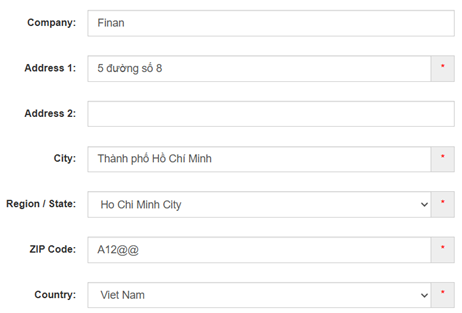 Company: Finan
Address 1: 5 đường số 8 *
Address 2:
City: Thành phố Hồ Chí Minh *
Region / State: Ho Chi Minh City *
ZIP Code: A12@@ *
Country: Viet Nam *